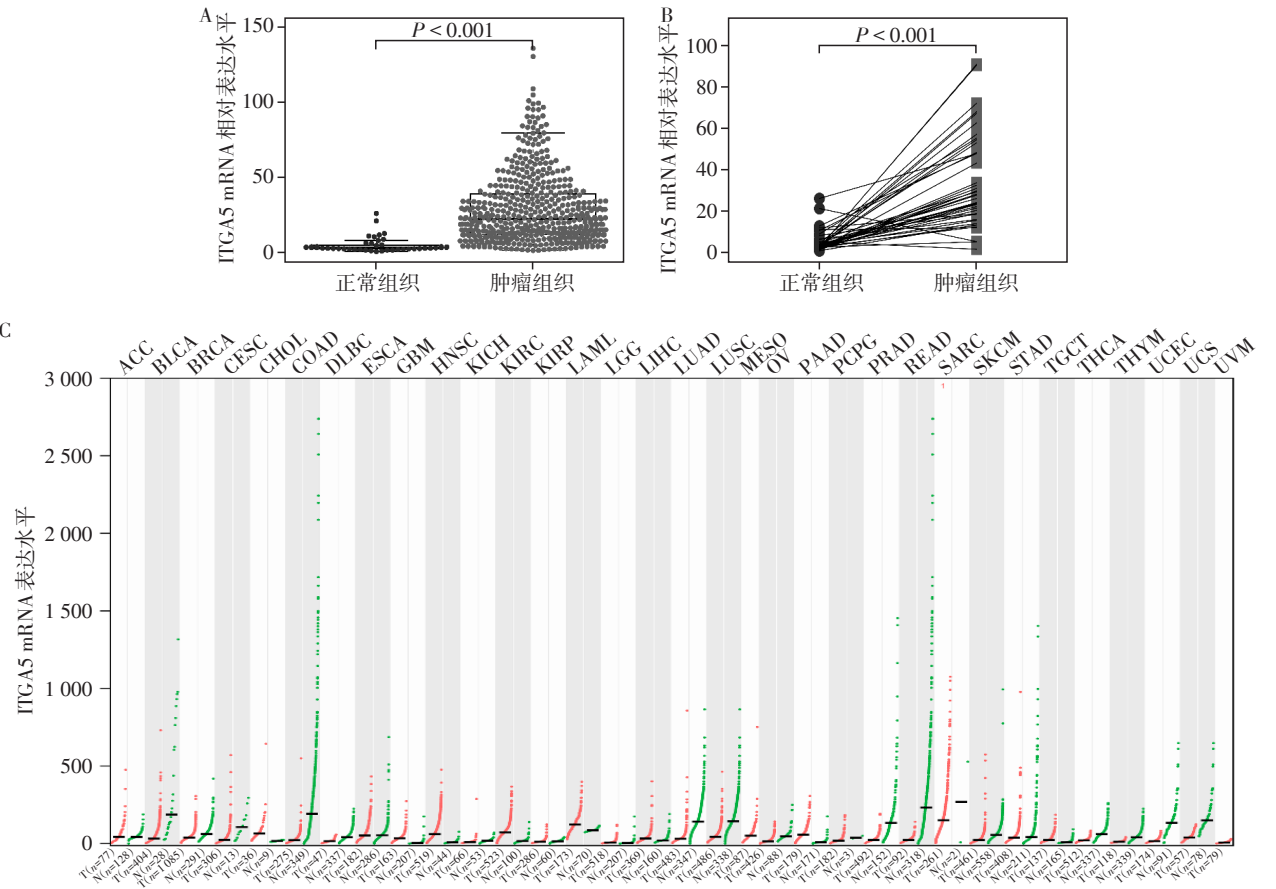 A
150
100
50
0
ITGA5 mRNA 相对表达水平
P < 0.001
正常组织
肿瘤组织
B
100
80
60
40
20
0
ITGA5 mRNA 相对表达水平
P < 0.001
正常组织
肿瘤组织
C
ACC
BLCA
BRCA
CESC
CHOL
COAD
DLBC
ESCA
GBM
HNSC
KICH
KIRC
KIRP
LAML
LGG
LIHC
LUAD
LUSC
MESO
OV
PAAD
PCPG
PRAD
READ
SARC
SKCM
STAD
TGCT
THCA
THYM
UCEC
UCS
UVM
3 000
2 500
2 000
1 500
1 000
500
0
ITGA5 mRNA 表达水平
T(n=77)
N(n=128)
T(n=404)
N(n=28)
T(n=1085)
N(n=291)
T(n=306)
N(n=13)
T(n=36)
N(n=9)
T(n=275)
N(n=349)
T(n=47)
N(n=337)
T(n=182)
N(n=286)
T(n=163)
N(n=207)
T(n=519)
N(n=44)
T(n=66)
N(n=53)
T(n=523)
N(n=100)
T(n=286)
N(n=60)
T(n=173)
N(n=70)
T(n=518)
N(n=207)
T(n=369)
N(n=160)
T(n=483)
N(n=347)
T(n=486)
N(n=338)
T(n=87)
T(n=426)
N(n=88)
T(n=179)
N(n=171)
T(n=182)
N(n=3)
T(n=492)
N(n=152)
T(n=92)
N(n=318)
T(n=261)
N(n=2)
T(n=461)
N(n=558)
T(n=408)
N(n=211)
T(n=137)
N(n=165)
T(n=512)
N(n=337)
T(n=118)
N(n=339)
T(n=174)
N(n=91)
T(n=57)
N(n=78)
T(n=79)